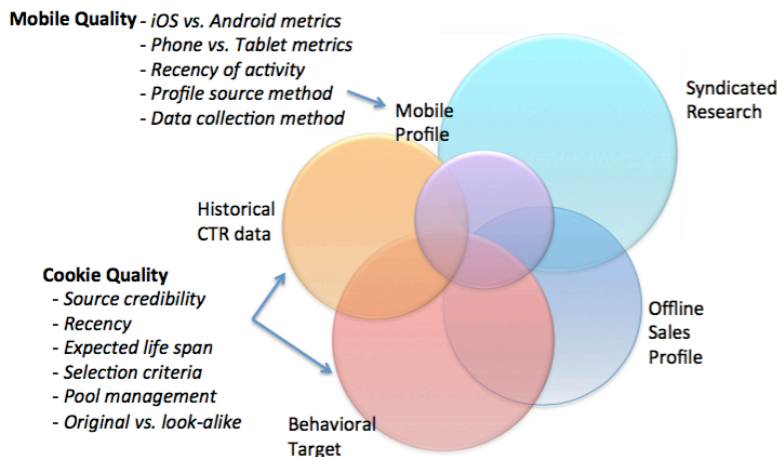 Mobile Quality - iOS vs. Android metrics
- Phone vs. Tablet metrics
- Recency of activity
- Profile source method
- Data collection method
Mobile
Profile
Syndicated
Research
Historical
CTR data
Cookie Quality
- Source credibility
- Recency
- Expected life span
- Selection criteria
- Pool management
- Original vs. look-alike
Offline
Sales
Profile
Behavioral
Target